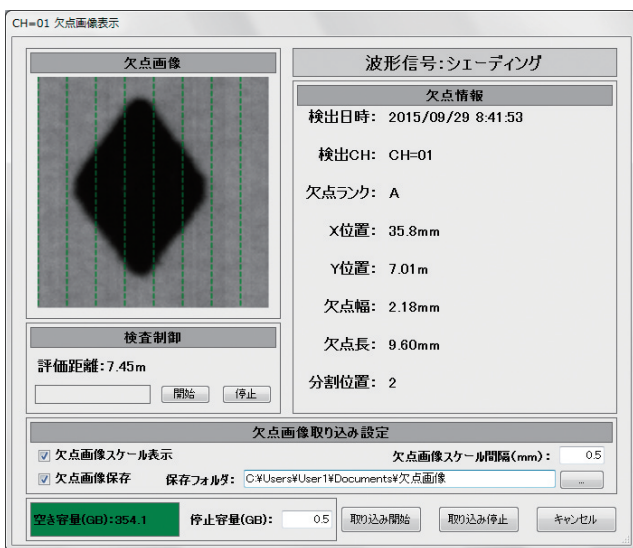 CH=01 欠点画像表示
欠点画像
波形信号:シェーディング
欠点情報
検出日時: 2015/09/29 8:41:53
検出CH: CH=01
欠点ランク: A
X位置: 35.8mm
Y位置: 7.01m
欠点幅: 2.18mm
欠点長: 9.60mm
分割位置: 2
検査制御
評価距離:7.45m
開始 停止
欠点画像取り込み設定
欠点画像スケール表示 欠点画像スケール間隔(mm): 0.5
欠点画像保存 保存フォルダ: C:¥Users¥User1¥Documents¥欠点画像 ...
空き容量(GB):354.1 停止容量(GB): 0.5 取り込み開始 取り込み停止 キャンセル